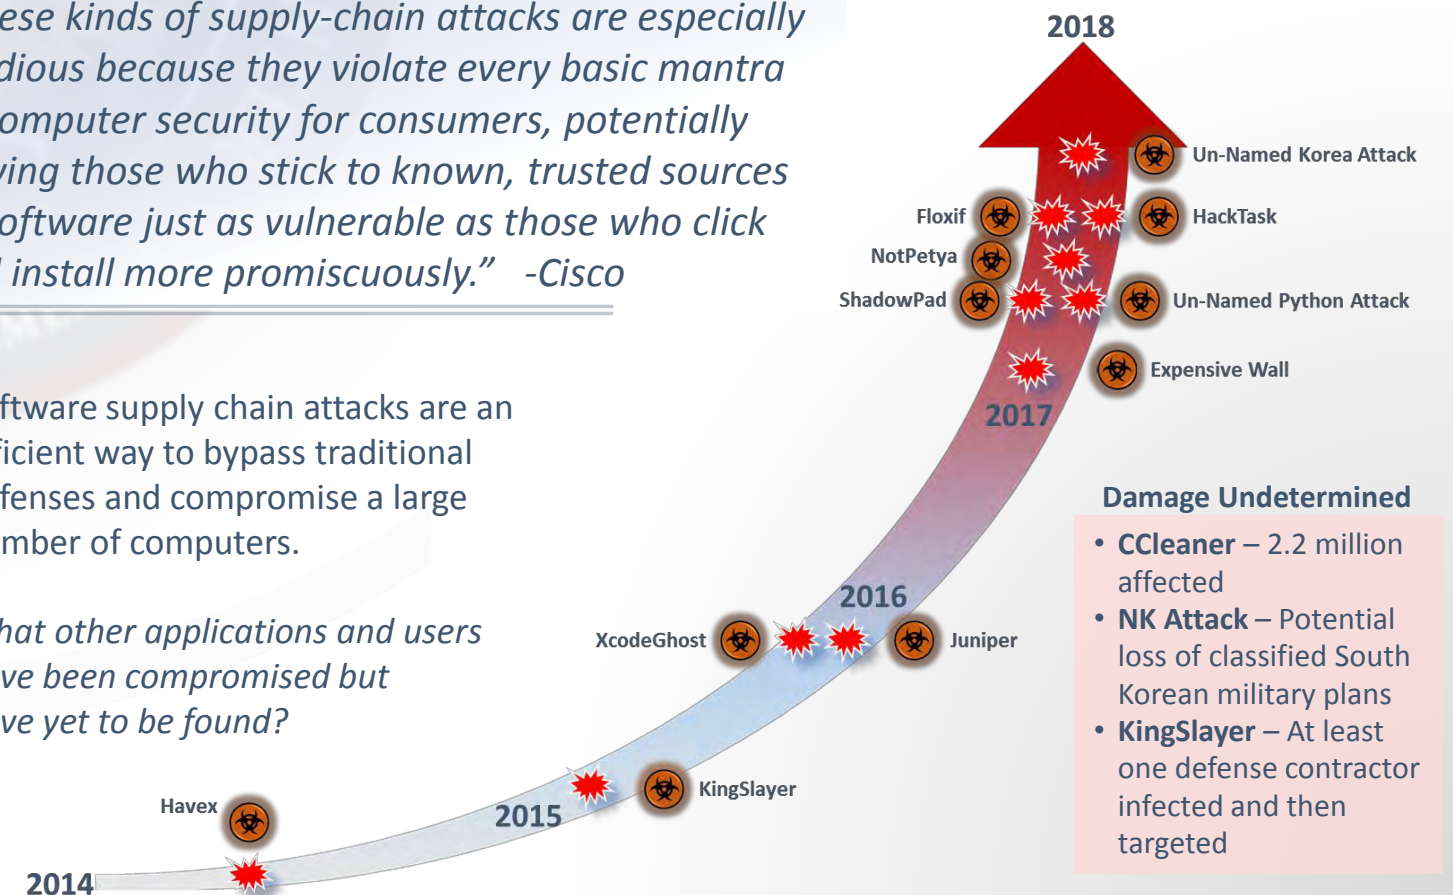 ese kinds of supply-chain attacks are especially
dious because they violate every basic mantra
omputer security for consumers, potentially
ving those who stick to known, trusted sources
oftware just as vulnerable as those who click
install more promiscuously.” -Cisco
ftware supply chain attacks are an
ficient way to bypass traditional
fenses and compromise a large
mber of computers.
hat other applications and users
ve been compromised but
ve yet to be found?
2018
Un-Named Korea Attack
Floxif
HackTask
NotPetya
ShadowPad
Un-Named Python Attack
Expensive Wall
2017
2016
XcodeGhost
Juniper
KingSlayer
2015
Havex
2014
Damage Undetermined
• CCleaner – 2.2 million
affected
• NK Attack – Potential
loss of classified South
Korean military plans
• KingSlayer – At least
one defense contractor
infected and then
targeted